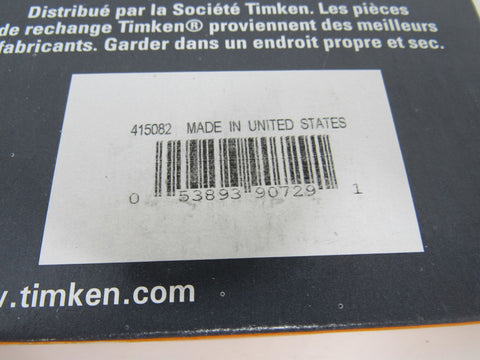 Distribué par la Société Timken. Les pièces
de rechange Timken® proviennent des meilleurs
fabricants. Garder dans un endroit propre et sec.
415082 MADE IN UNITED STATES
0 53893 90729 1
.timken.com